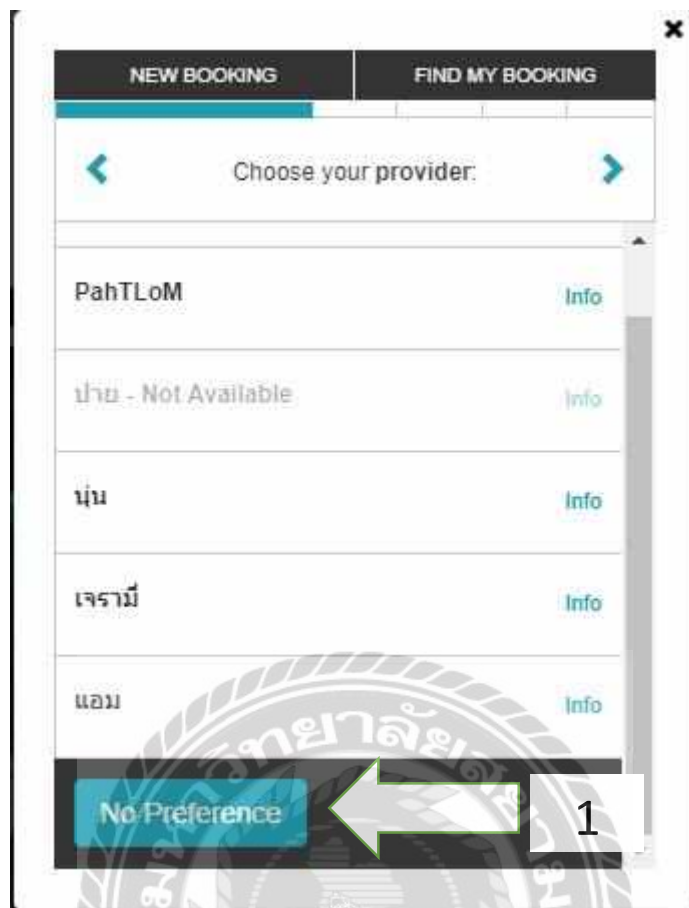 NEW BOOKING
FIND MY BOOKING
Choose your provider:
PahTLoM
Info
ปาย - Not Available
Info
นุ่น
Info
เจรามี่
Info
แอม
Info
No Preference
1